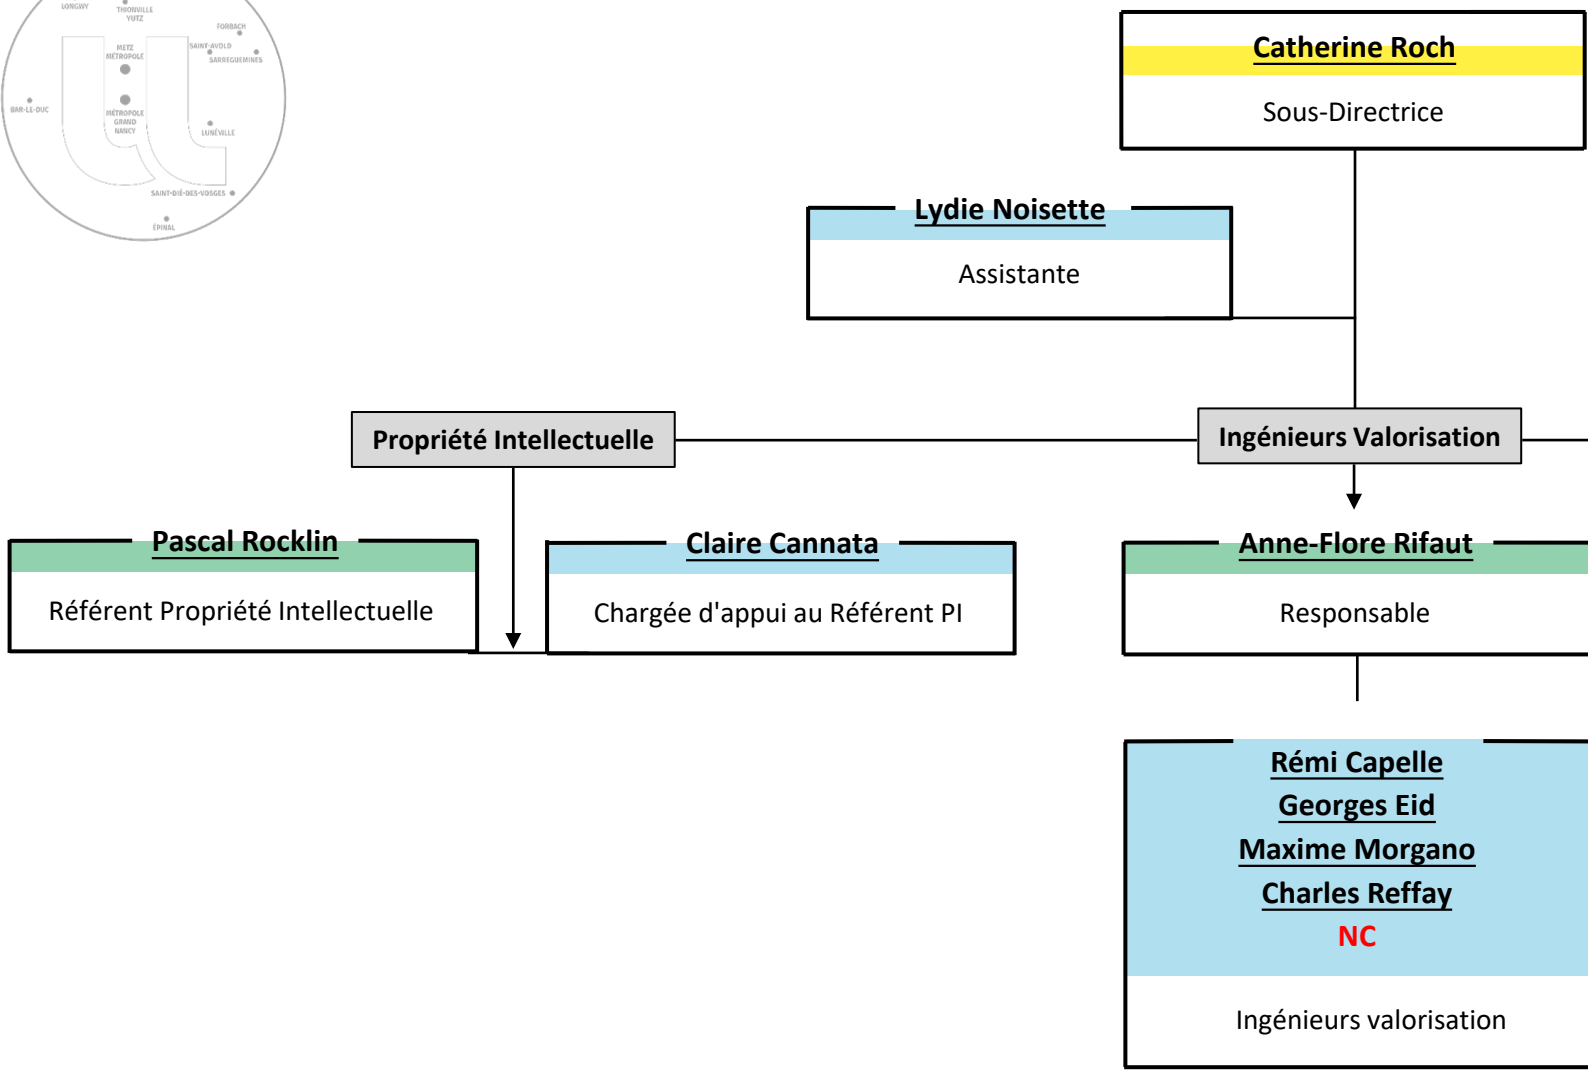 LONGWY
THIONVILLE
YUTZ
FORBACH
METZ
MÉTROPOLE
SAINT-AVOLD
SARREGUEMINES
BAR-LE-DUC
MÉTROPOLE
GRAND
NANCY
LUNÉVILLE
SAINT-DIÉ-DES-VOSGES
ÉPINAL
Catherine Roch
Sous-Directrice
Lydie Noisette
Assistante
Propriété Intellectuelle
Ingénieurs Valorisation
Pascal Rocklin
Référent Propriété Intellectuelle
Claire Cannata
Chargée d'appui au Référent PI
Anne-Flore Rifaut
Responsable
Rémi Capelle
Georges Eid
Maxime Morgano
Charles Reffay
NC
Ingénieurs valorisation